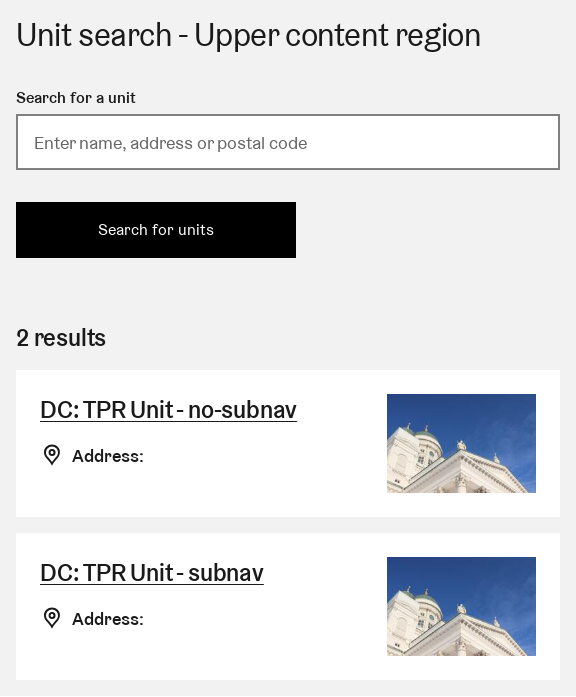 Unit search - Upper content region
Search for a unit
Enter name, address or postal code
Search for units
2 results
DC: TPR Unit - no-subnav
Address:
DC: TPR Unit - subnav
Address: